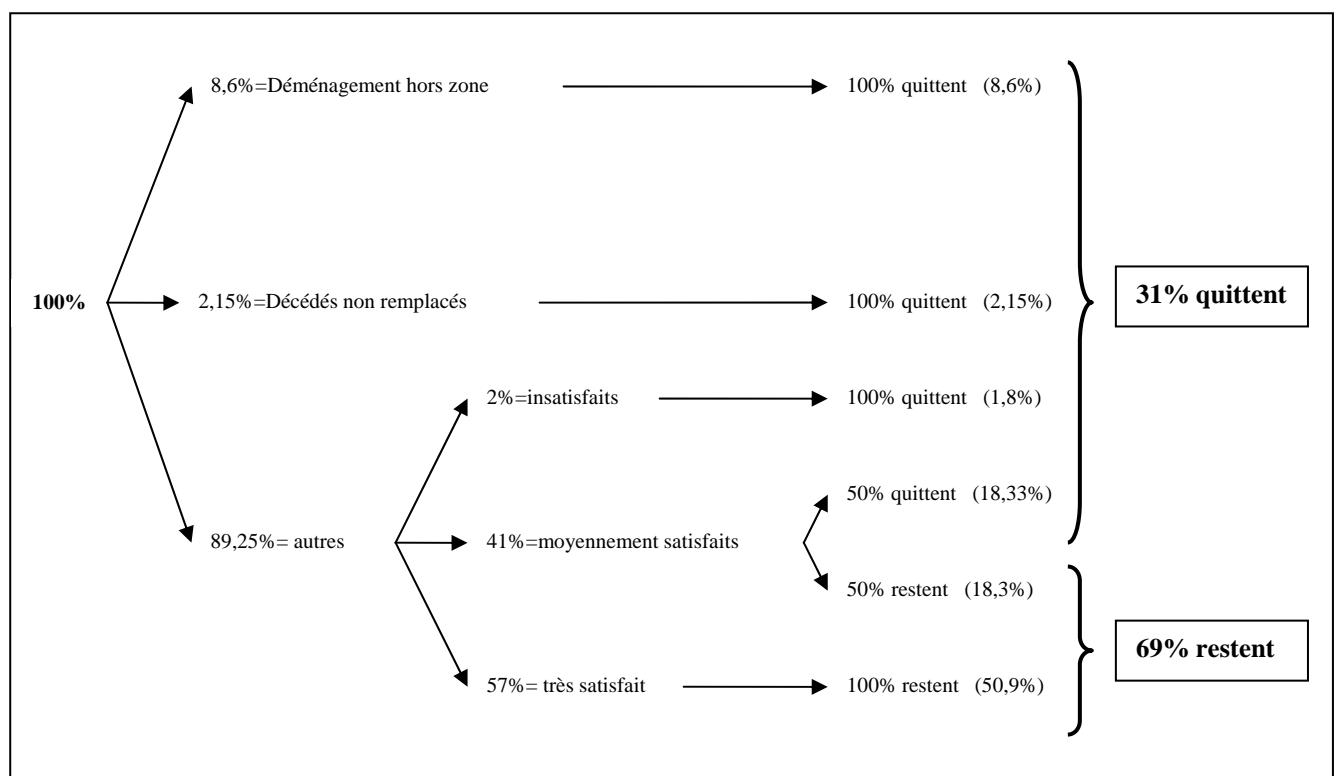 8,6%=Déménagement hors zone
100% quittent (8,6%)
100%
2,15%=Décédés non remplacés
100% quittent (2,15%)
31% quittent
2%=insatisfaits
100% quittent (1,8%)
50% quittent (18,33%)
89,25%= autres
41%=moyennement satisfaits
50% restent (18,3%)
69% restent
57%= très satisfait
100% restent (50,9%)